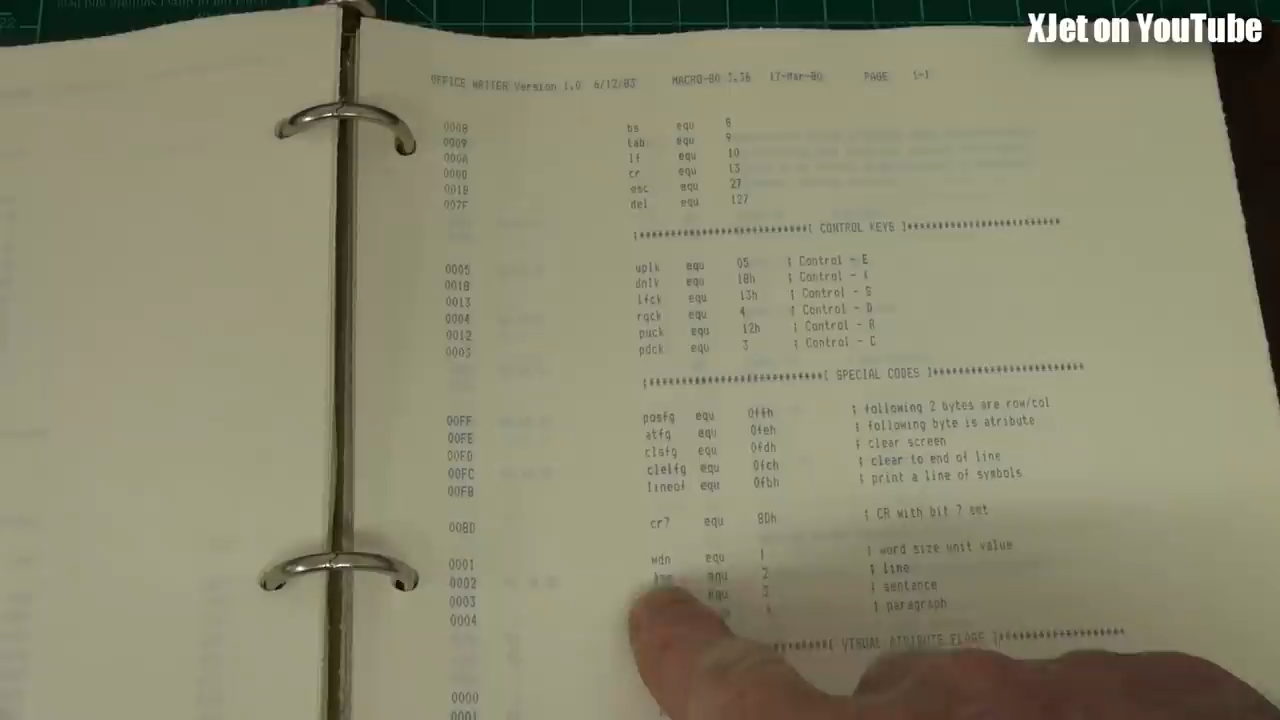 XJet on YouTube
OFFICE WRITER Version 1.0 6/12/83 MACRO-80 3.36 17-Mar-80 PAGE 1-1
0008 bs equ 8
0009 tab equ 9
000A lf equ 10
000D cr equ 13
001B esc equ 27
007F del equ 127
;***************************[ CONTROL KEYS ]**************************
0005 uplk equ 05 ; Control - E
0018 dnlk equ 18h ; Control - X
0013 lfck equ 13h ; Control - S
0004 rgck equ 4 ; Control - D
0012 puck equ 12h ; Control - R
0003 pdck equ 3 ; Control - C
;***************************[ SPECIAL CODES ]*************************
00FF posfg equ 0ffh ; following 2 bytes are row/col
00FE atfg equ 0feh ; following byte is atribute
00FD clsfg equ 0fdh ; clear screen
00FC clelfg equ 0fch ; clear to end of line
00FB lineof equ 0fbh ; print a line of symbols
008D cr7 equ 8Dh ; CR with bit 7 set
0001 wdn equ 1 ; word size unit value
0002 equ 2 ; line
0003 equ 3 ; sentance
0004 ; paragraph
[ VISUAL ATRIBUTE FLAGS ]*******************
0000
0001